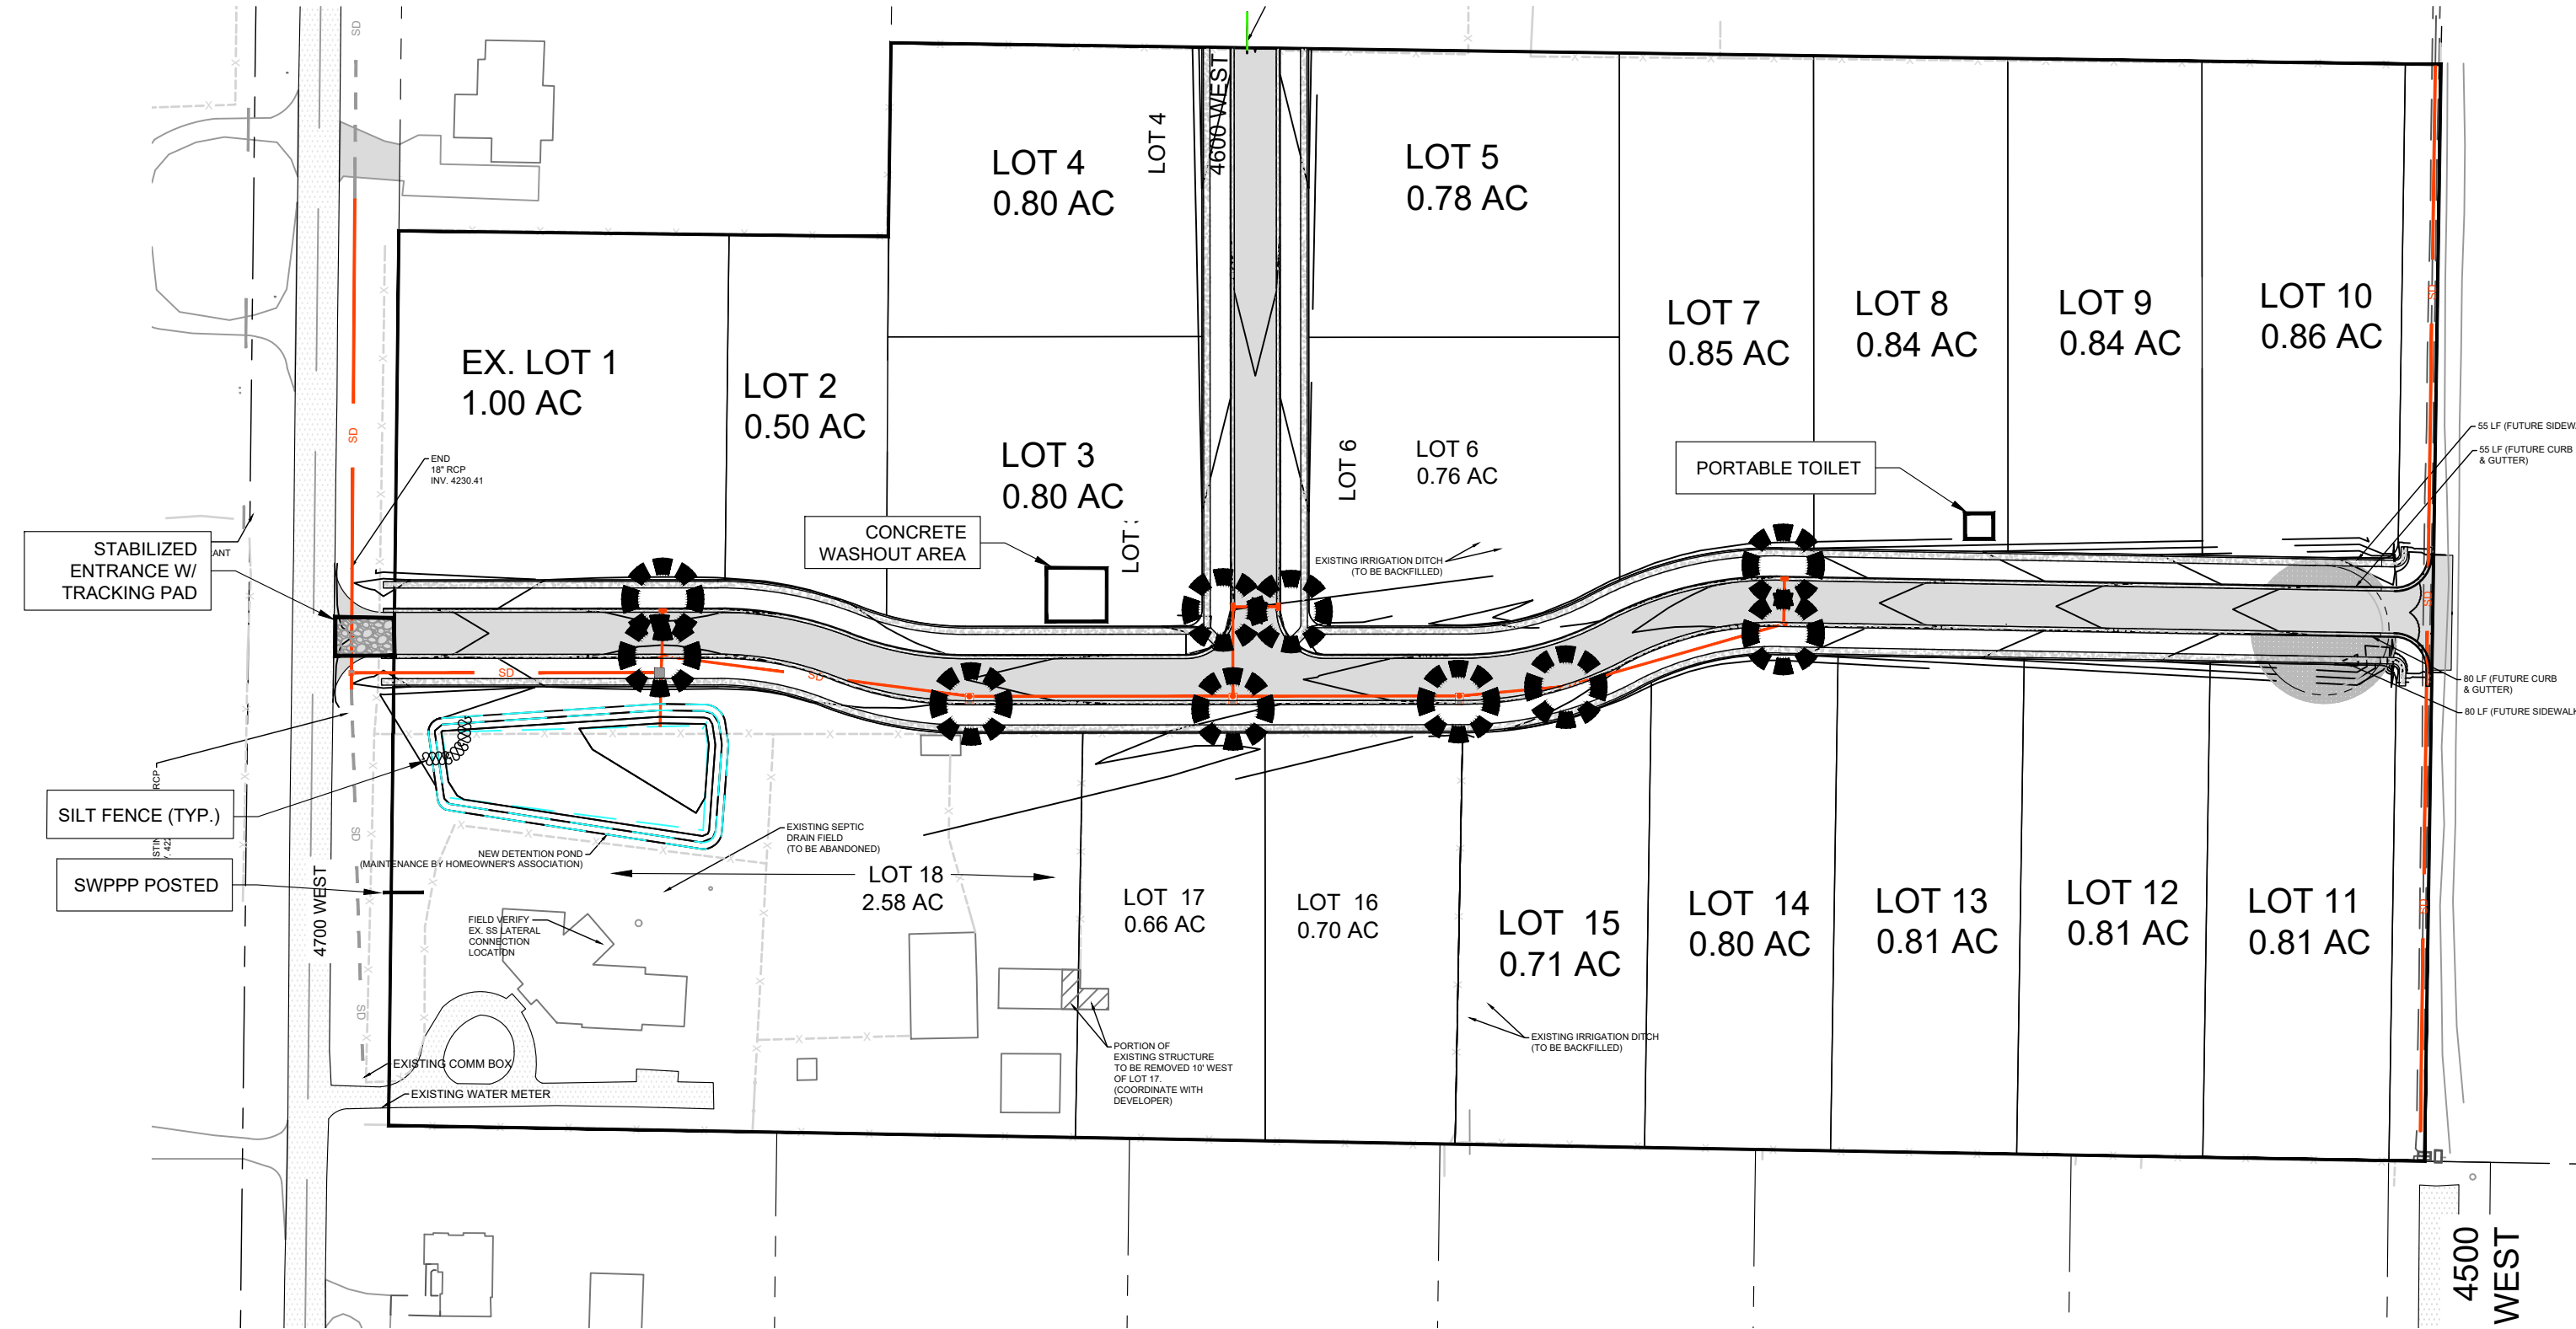 SD
4600 WEST
LOT 4
LOT 4
0.80 AC
LOT 5
0.78 AC
EX. LOT 1
1.00 AC
LOT 2
0.50 AC
LOT 3
0.80 AC
LOT 6
LOT 6
0.76 AC
LOT 7
0.85 AC
LOT 8
0.84 AC
LOT 9
0.84 AC
LOT 10
0.86 AC
SD
SD
END
18" RCP
INV. 4230.41
55 LF (FUTURE SIDEW
55 LF (FUTURE CURB
& GUTTER)
PORTABLE TOILET
CONCRETE
WASHOUT AREA
LOT
STABILIZED
ENTRANCE W/
TRACKING PAD
ANT
EXISTING IRRIGATION DITCH
(TO BE BACKFILLED)
SD
SD
SD
80 LF (FUTURE CURB
& GUTTER)
80 LF (FUTURE SIDEWALK
SILT FENCE (TYP.)
RCP
SD
EXISTING SEPTIC
DRAIN FIELD
(TO BE ABANDONED)
NEW DETENTION POND
(MAINTENANCE BY HOMEOWNER'S ASSOCIATION)
SWPPP POSTED
4700 WEST
LOT 18
2.58 AC
LOT 17
0.66 AC
LOT 16
0.70 AC
LOT 15
0.71 AC
LOT 14
0.80 AC
LOT 13
0.81 AC
LOT 12
0.81 AC
LOT 11
0.81 AC
SD
FIELD VERIFY
EX. SS LATERAL
CONNECTION
LOCATION
SD
EXISTING COMM BOX
EXISTING WATER METER
PORTION OF
EXISTING STRUCTURE
TO BE REMOVED 10' WEST
OF LOT 17.
(COORDINATE WITH
DEVELOPER)
EXISTING IRRIGATION DITCH
(TO BE BACKFILLED)
4500
WEST